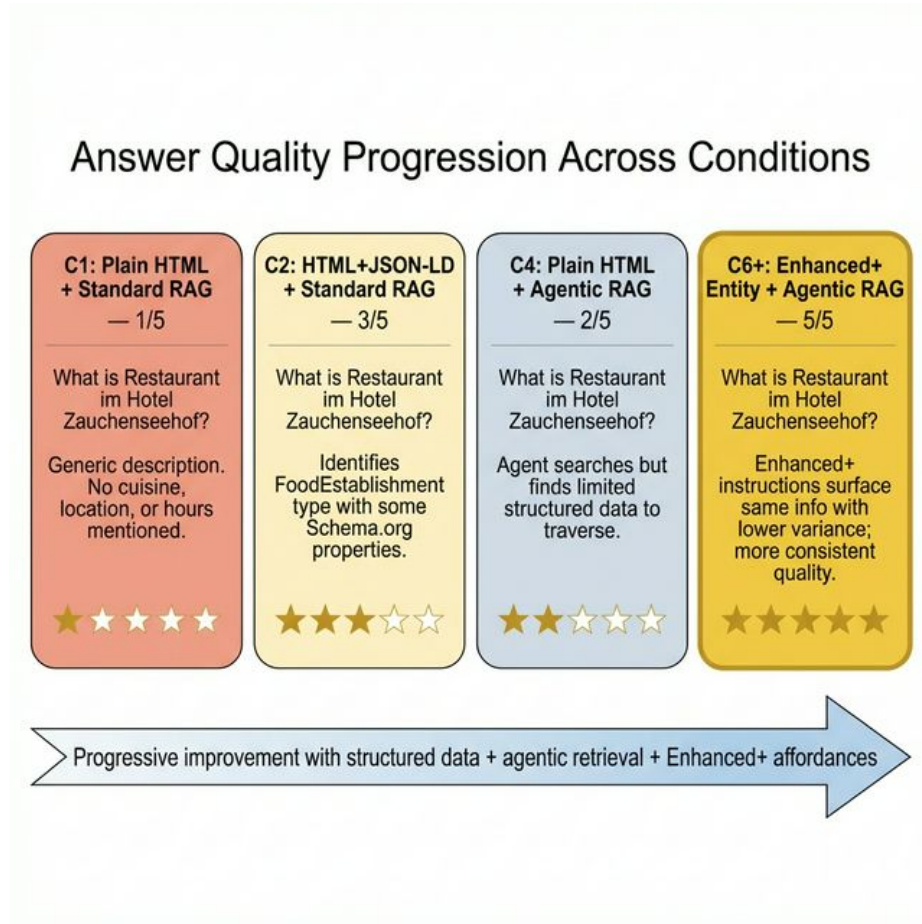 Answer Quality Progression Across Conditions
C1: Plain HTML
+ Standard RAG
— 1/5
What is Restaurant
im Hotel
Zauchenseehof?
Generic description.
No cuisine,
location, or hours
mentioned.
C2: HTML+JSON-LD
+ Standard RAG
— 3/5
What is Restaurant
im Hotel
Zauchenseehof?
Identifies
FoodEstablishment
type with some
Schema.org
properties.
C4: Plain HTML
+ Agentic RAG
— 2/5
What is Restaurant
im Hotel
Zauchenseehof?
Agent searches but
finds limited
structured data to
traverse.
C6+: Enhanced+
Entity + Agentic RAG
— 5/5
What is Restaurant
im Hotel
Zauchenseehof?
Enhanced+
instructions surface
same info with
lower variance;
more consistent
quality.
Progressive improvement with structured data + agentic retrieval + Enhanced+ affordances